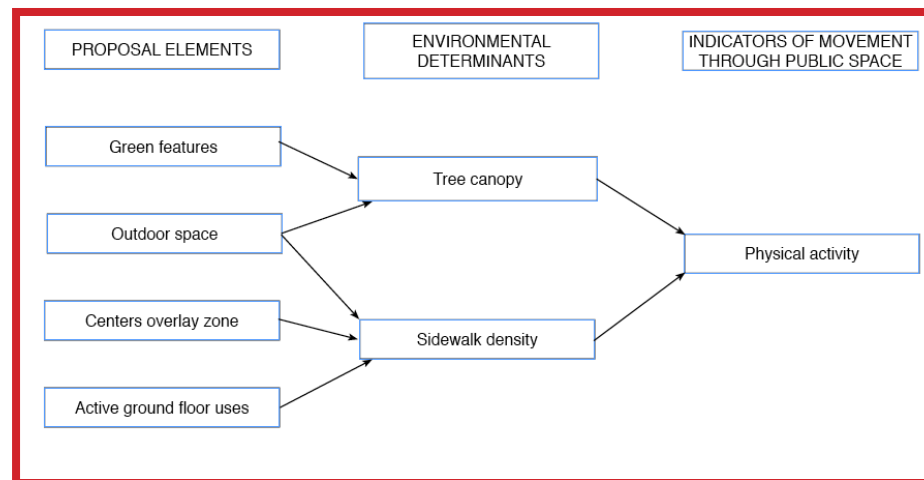 PROPOSAL ELEMENTS
ENVIRONMENTAL
DETERMINANTS
INDICATORS OF MOVEMENT
THROUGH PUBLIC SPACE
Green features
Tree canopy
Outdoor space
Physical activity
Centers overlay zone
Sidewalk density
Active ground floor uses